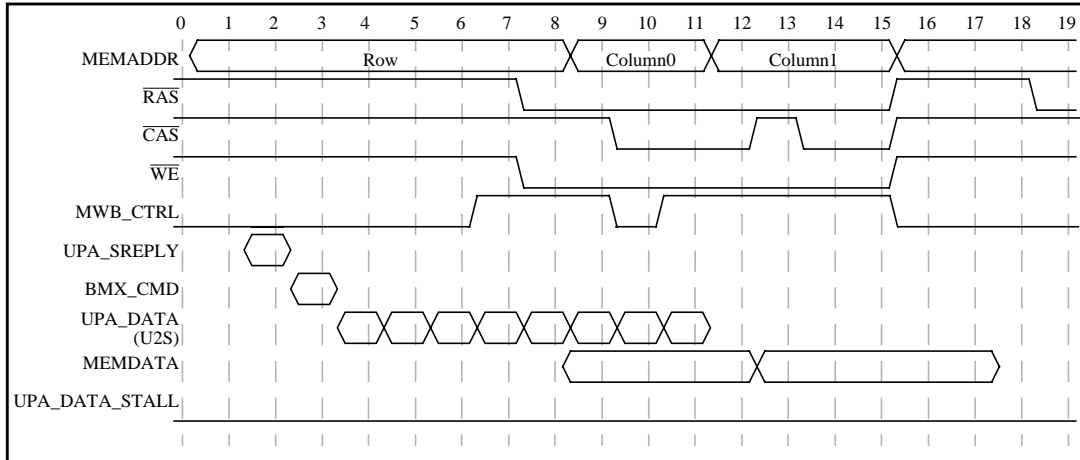 0 1 2 3 4 5 6 7 8 9 10 11 12 13 14 15 16 17 18 19
MEMADDR Row Column0 Column1
RAS
CAS
WE
MWB_CTRL
UPA_SREPLY
BMX_CMD
UPA_DATA
(U2S)
MEMDATA
UPA_DATA_STALL